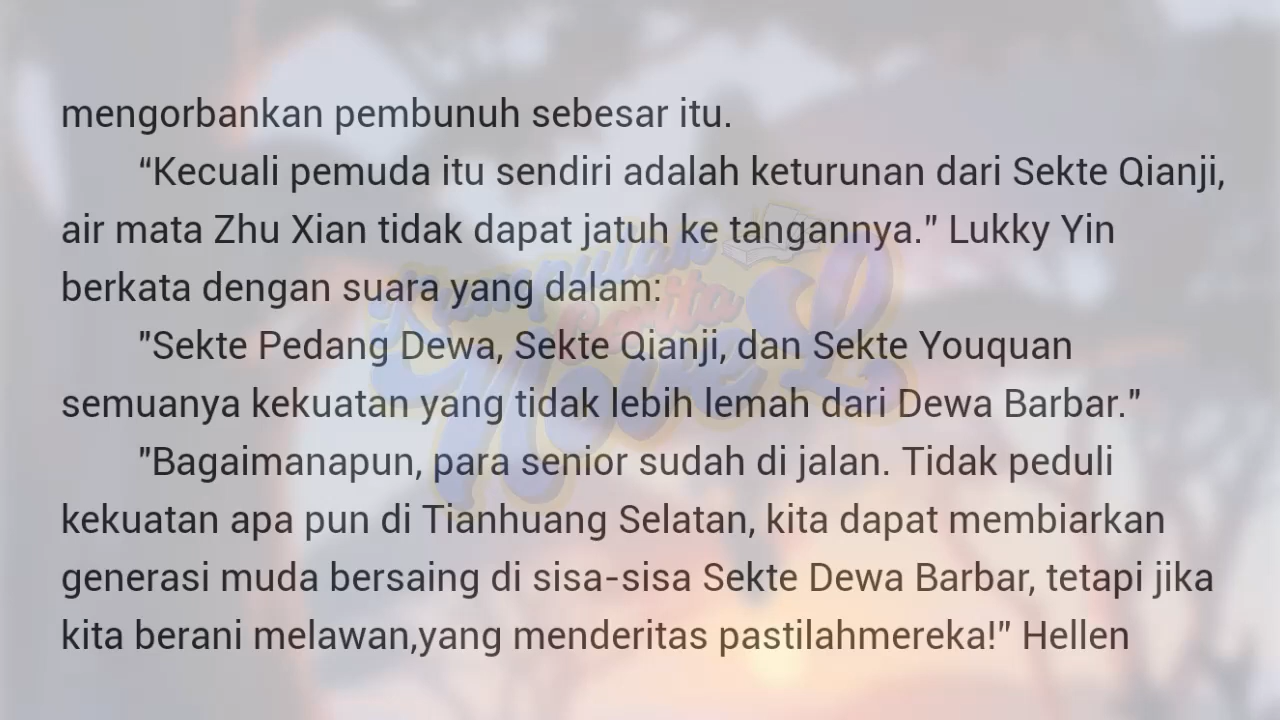 mengorbankan pembunuh sebesar itu.
“Kecuali pemuda itu sendiri adalah keturunan dari Sekte Qianji,
air mata Zhu Xian tidak dapat jatuh ke tangannya.” Lukky Yin
berkata dengan suara yang dalam:
"Sekte Pedang Dewa, Sekte Qianji, dan Sekte Youquan
semuanya kekuatan yang tidak lebih lemah dari Dewa Barbar."
"Bagaimanapun, para senior sudah di jalan. Tidak peduli
kekuatan apa pun di Tianhuang Selatan, kita dapat membiarkan
generasi muda bersaing di sisa-sisa Sekte Dewa Barbar, tetapi jika
kita berani melawan,yang menderitas pastilahmereka!” Hellen
Kumpulan
Cerita
Novel